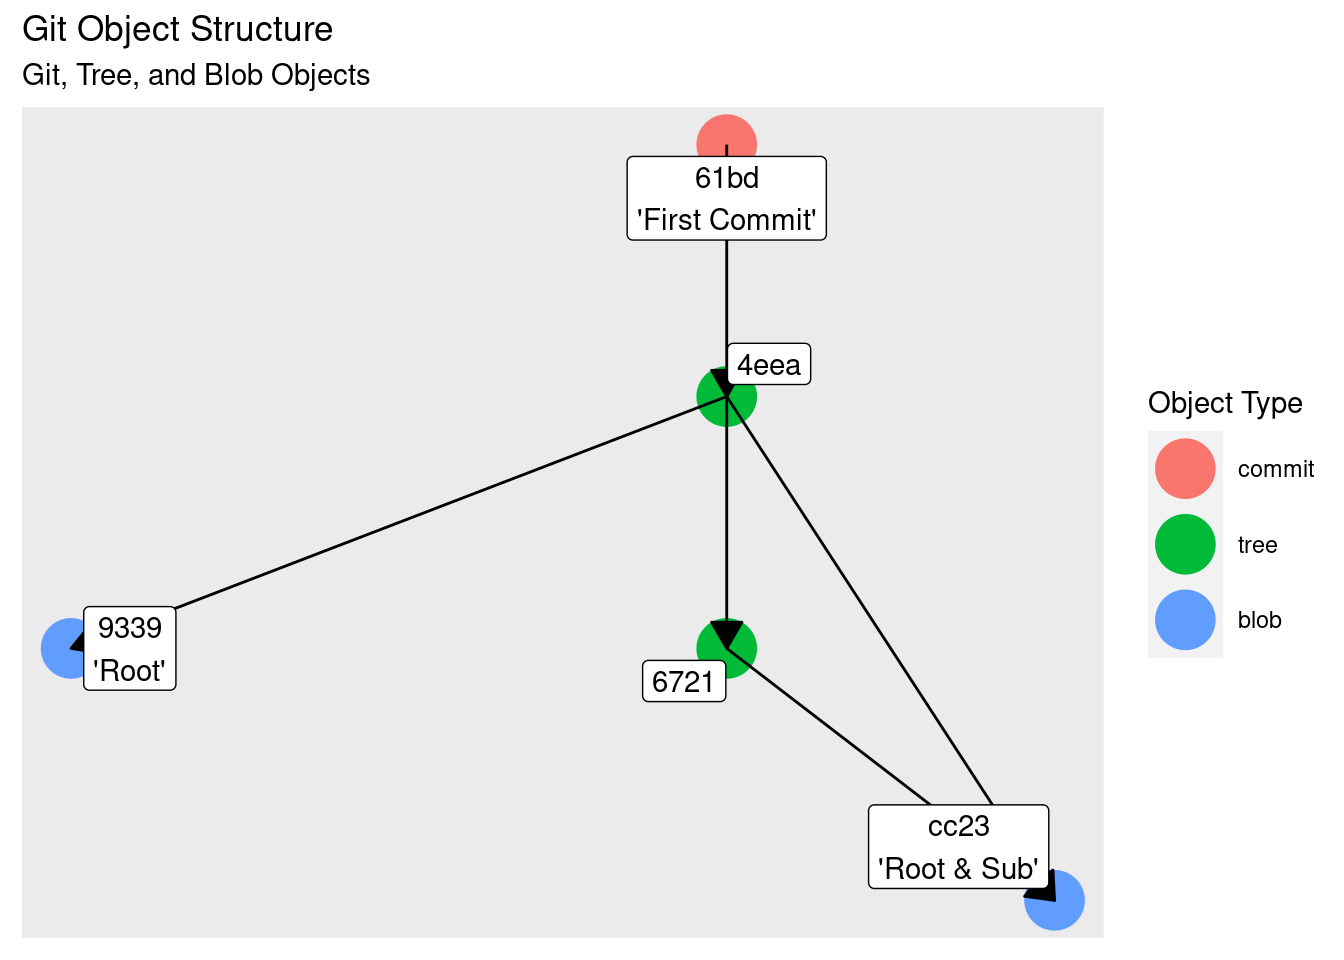 Git Object Structure
Git, Tree, and Blob Objects
61bd
'First Commit'
4eea
9339
'Root'
6721
cc23
'Root & Sub'
Object Type
commit
tree
blob